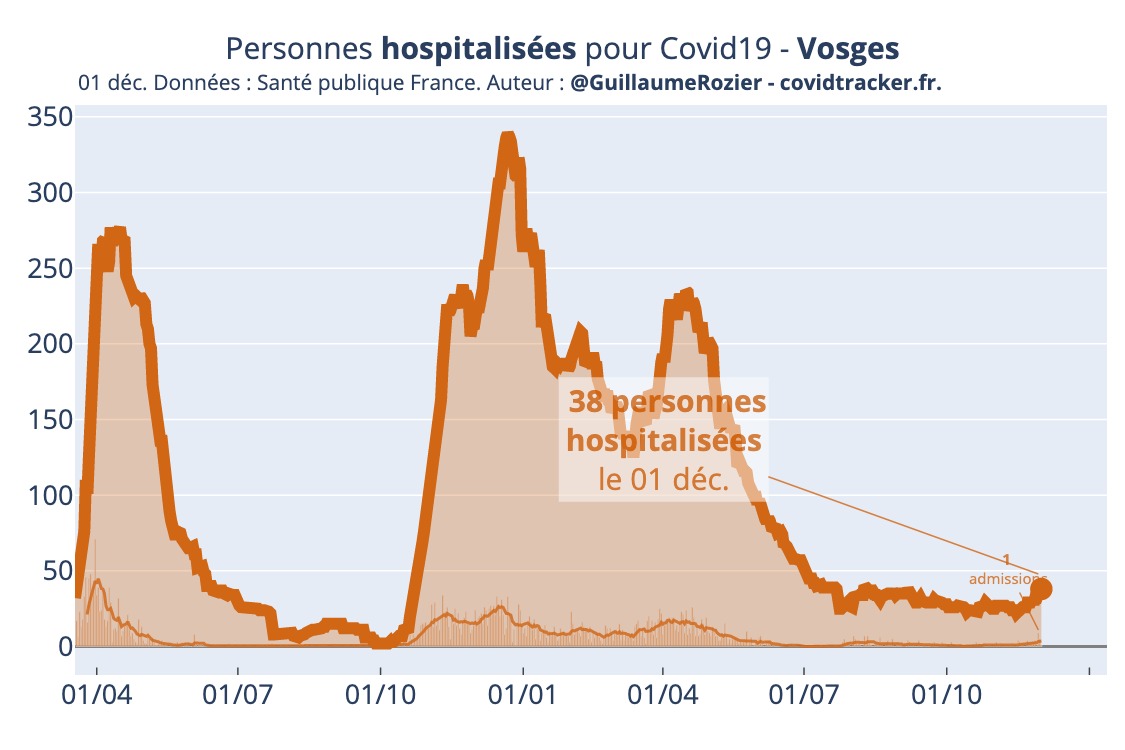 Personnes hospitalisées pour Covid19 - Vosges
01 déc. Données : Santé publique France. Auteur : @GuillaumeRozier - covidtracker.fr.
350
300
250
200
150
100
50
0
38 personnes
hospitalisées
le 01 déc.
1
admissions
01/04
01/07
01/10
01/01
01/04
01/07
01/10